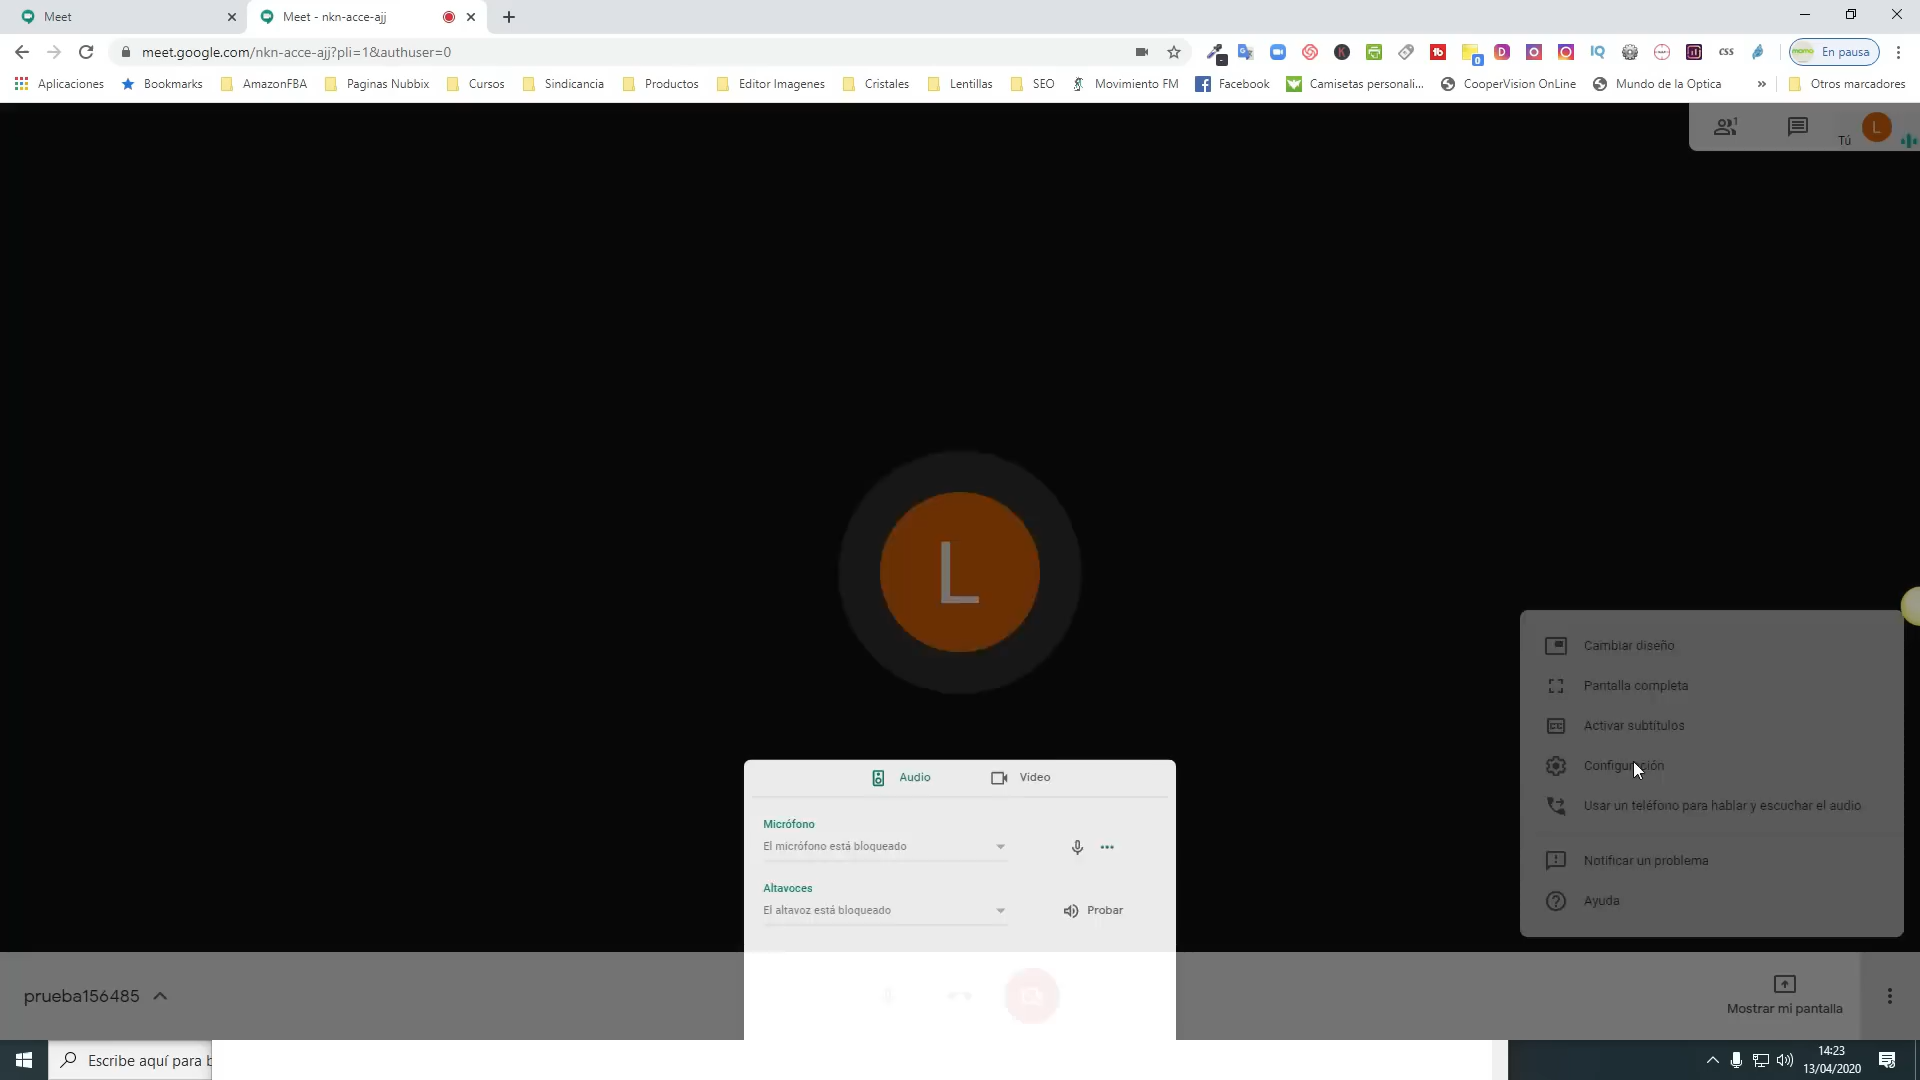 Meet
Meet - nkn-acce-ajj
meet.google.com/nkn-acce-ajj?pli=1&authuser=0
En pausa
Aplicaciones
Bookmarks
AmazonFBA
Paginas Nubbix
Cursos
Sindicancia
Productos
Editor Imagenes
Cristales
Lentillas
SEO
Movimiento FM
Facebook
Camisetas personali...
CooperVision OnLine
Mundo de la Optica
»
Otros marcadores
1
Tú
L
L
Cambiar diseño
Pantalla completa
Activar subtítulos
Configuración
Usar un teléfono para hablar y escuchar el audio
Notificar un problema
Ayuda
Audio
Video
Micrófono
El micrófono está bloqueado
Altavoces
El altavoz está bloqueado
Probar
prueba156485
Mostrar mi pantalla
Escribe aquí para b
14:23
13/04/2020